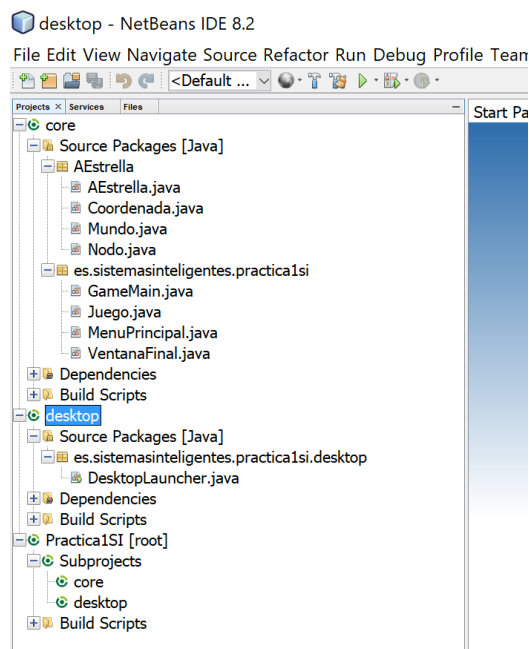 desktop - NetBeans IDE 8.2
File Edit View Navigate Source Refactor Run Debug Profile Team
<Default ...
Projects × Services Files
Start Pa
core
Source Packages [Java]
AEstrella
AEstrella.java
Coordenada.java
Mundo.java
Nodo.java
es.sistemasinteligentes.practica1si
GameMain.java
Juego.java
MenuPrincipal.java
VentanaFinal.java
Dependencies
Build Scripts
desktop
Source Packages [Java]
es.sistemasinteligentes.practica1si.desktop
DesktopLauncher.java
Dependencies
Build Scripts
Practica1SI [root]
Subprojects
core
desktop
Build Scripts